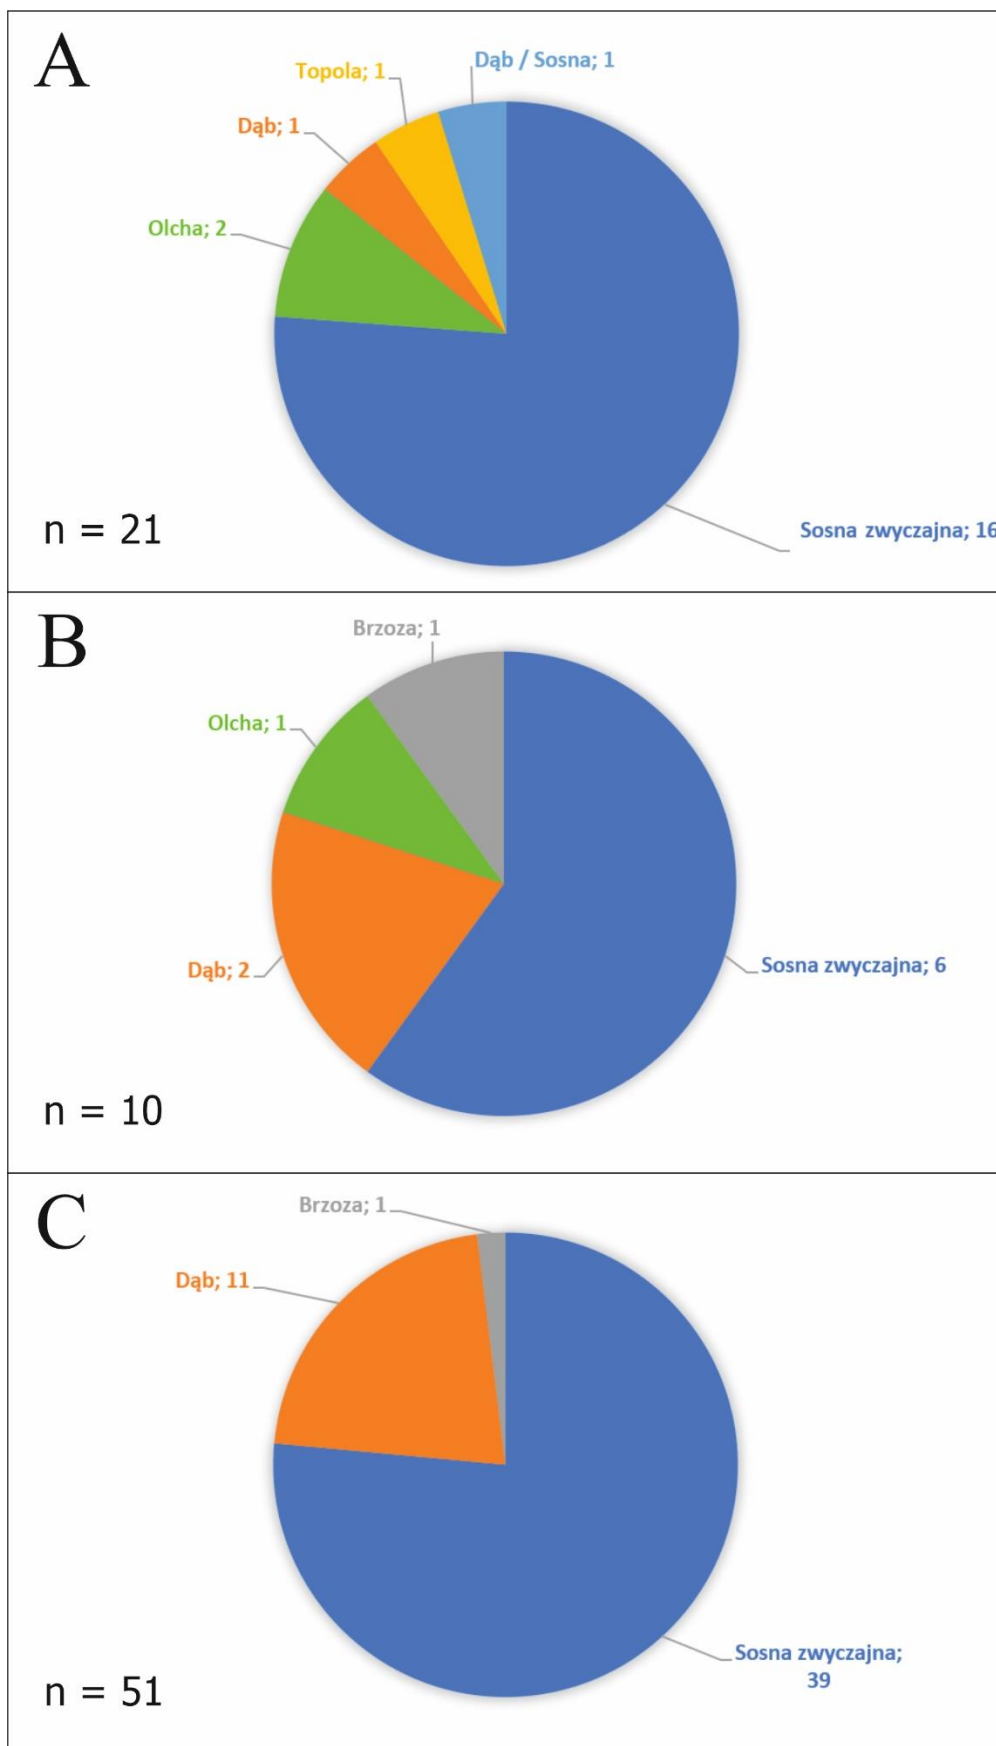 A
Dąb / Sosna; 1
Topola; 1
Dąb; 1
Olcha; 2
n = 21
Sosna zwyczajna; 16
B
Brzoza; 1
Olcha; 1
Dąb; 2
Sosna zwyczajna; 6
n = 10
C
Brzoza; 1
Dąb; 11
Sosna zwyczajna;
39
n = 51